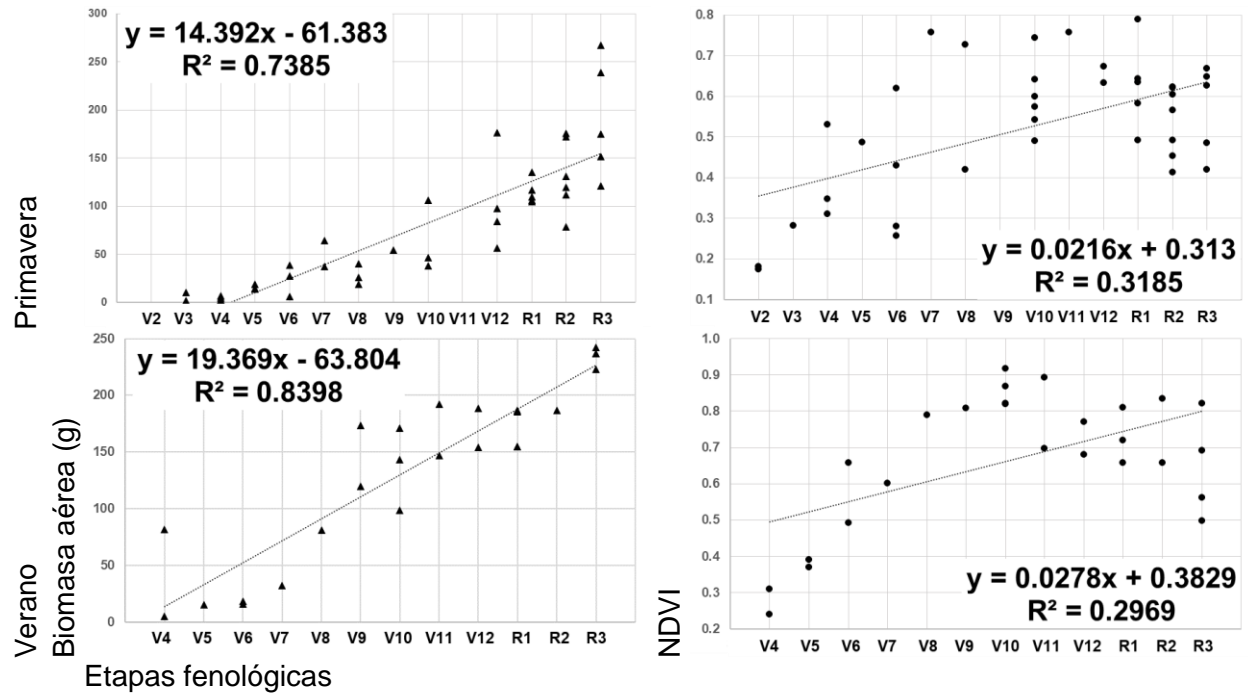 Primavera
y = 14.392x - 61.383
R² = 0.7385
300
250
200
150
100
50
0
V2 V3 V4 V5 V6 V7 V8 V9 V10 V11 V12 R1 R2 R3
0.8
0.7
0.6
0.5
0.4
0.3
0.2
0.1
y = 0.0216x + 0.313
R² = 0.3185
V2 V3 V4 V5 V6 V7 V8 V9 V10 V11 V12 R1 R2 R3
Verano
Biomasa aérea (g)
y = 19.369x - 63.804
R² = 0.8398
250
200
150
100
50
0
V4 V5 V6 V7 V8 V9 V10 V11 V12 R1 R2 R3
NDVI
1.0
0.9
0.8
0.7
0.6
0.5
0.4
0.3
0.2
y = 0.0278x + 0.3829
R² = 0.2969
V4 V5 V6 V7 V8 V9 V10 V11 V12 R1 R2 R3
Etapas fenológicas